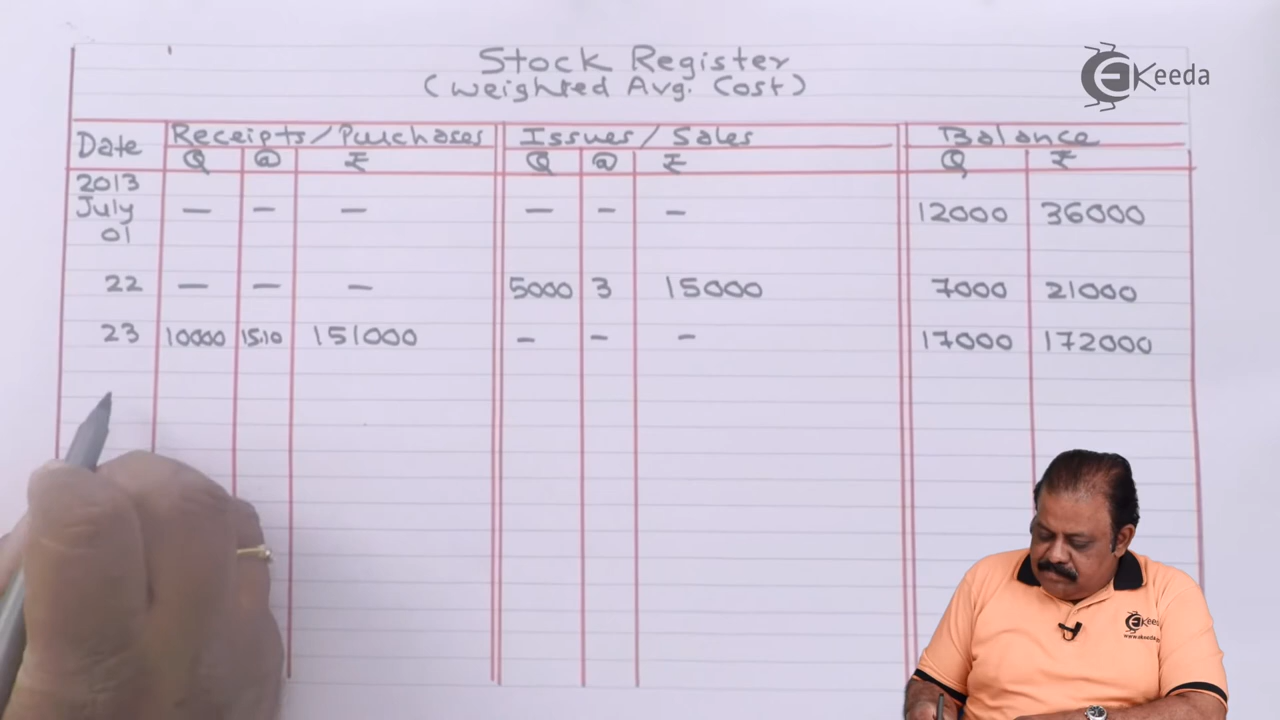 Stock Register
(Weighted Avg. Cost)
EKeeda
Date Receipts/Purchases Issues/Sales Balance
Q @ ₹ Q @ ₹ Q ₹
2013
July — — — — — — 12000 36000
01
22 — — — 5000 3 15000 7000 21000
23 10000 15.10 151000 - - - 17000 172000
EKeeda